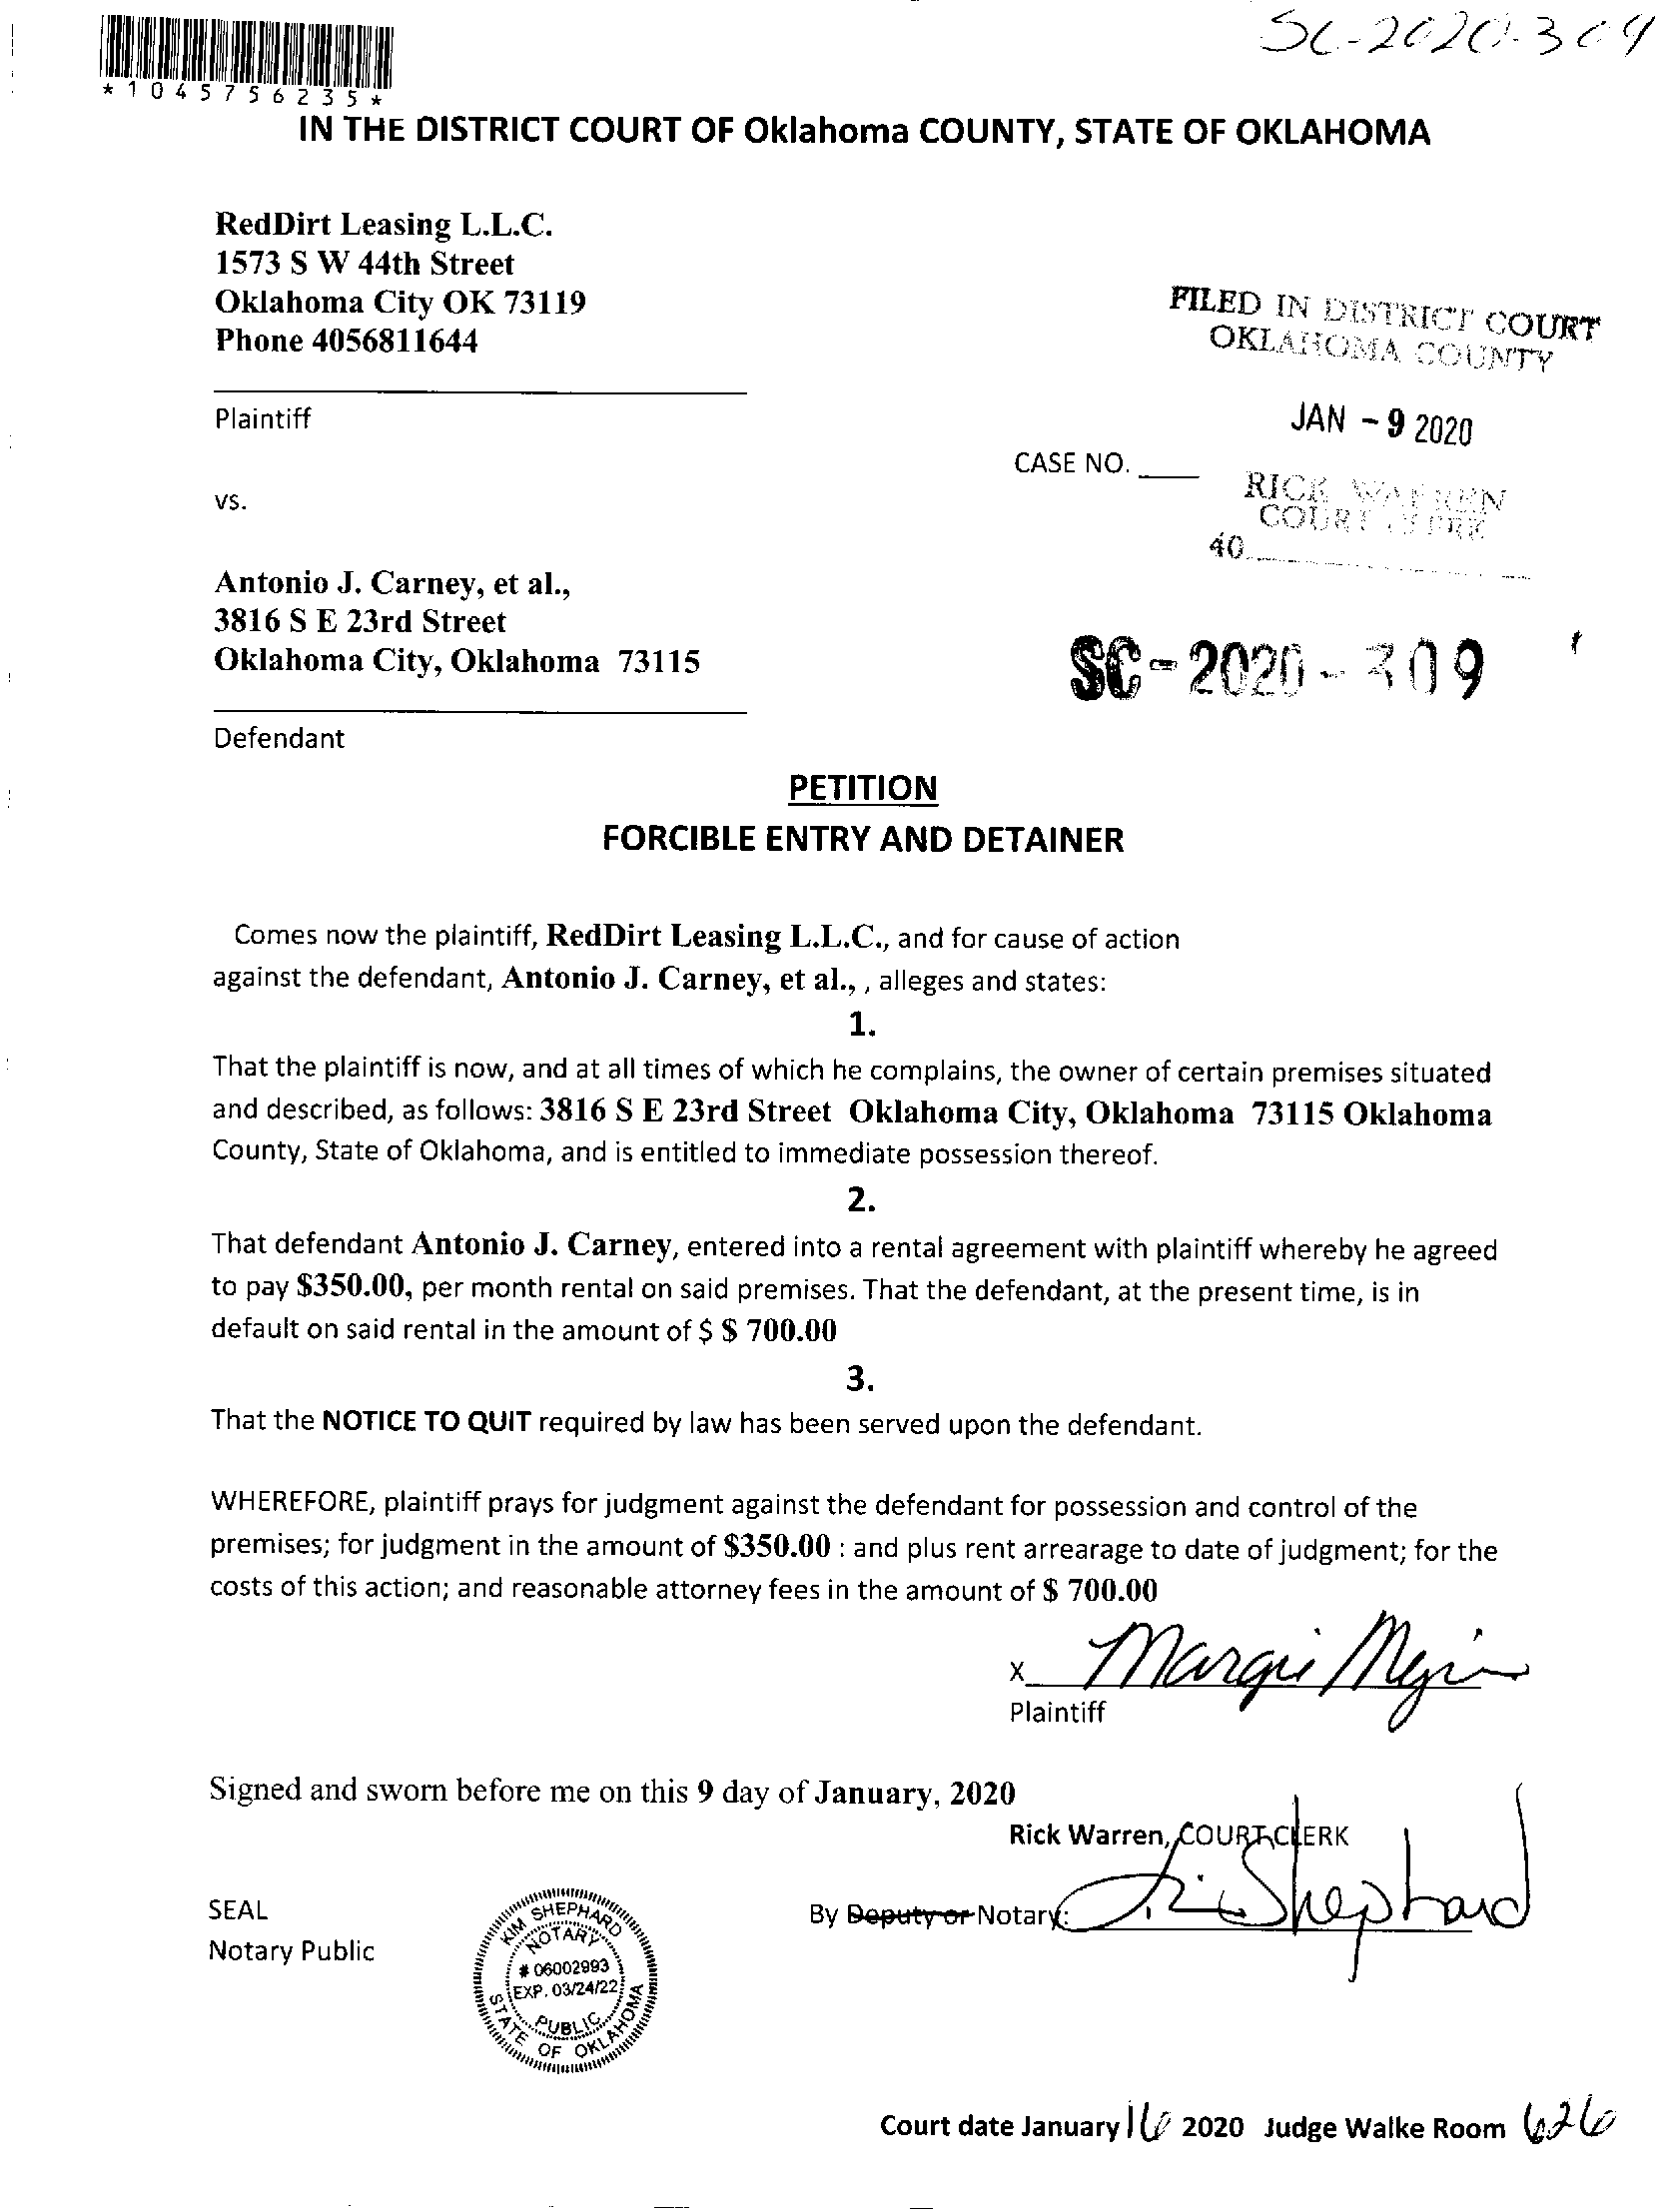 SC-2020-309
*1045756235*
IN THE DISTRICT COURT OF Oklahoma COUNTY, STATE OF OKLAHOMA
RedDirt Leasing L.L.C.
1573 S W 44th Street
Oklahoma City OK 73119
Phone 4056811644
FILED IN DISTRICT COURT
OKLAHOMA COUNTY
Plaintiff
JAN - 9 2020
CASE NO. ____
RICK WARREN
COURT CLERK
vs.
40
Antonio J. Carney, et al.,
3816 S E 23rd Street
Oklahoma City, Oklahoma 73115
SC-2020-309
Defendant
PETITION
FORCIBLE ENTRY AND DETAINER
Comes now the plaintiff, RedDirt Leasing L.L.C., and for cause of action
against the defendant, Antonio J. Carney, et al., , alleges and states:
1.
That the plaintiff is now, and at all times of which he complains, the owner of certain premises situated
and described, as follows: 3816 S E 23rd Street Oklahoma City, Oklahoma 73115 Oklahoma
County, State of Oklahoma, and is entitled to immediate possession thereof.
2.
That defendant Antonio J. Carney, entered into a rental agreement with plaintiff whereby he agreed
to pay $350.00, per month rental on said premises. That the defendant, at the present time, is in
default on said rental in the amount of $ $ 700.00
3.
That the NOTICE TO QUIT required by law has been served upon the defendant.
WHEREFORE, plaintiff prays for judgment against the defendant for possession and control of the
premises; for judgment in the amount of $350.00 : and plus rent arrearage to date of judgment; for the
costs of this action; and reasonable attorney fees in the amount of $ 700.00
X Margie
Plaintiff
Signed and sworn before me on this 9 day of January, 2020
Rick Warren, COURT CLERK
SEAL
By Deputy or Notary: Kim Shephard
Notary Public
KIM SHEPHARD
NOTARY
# 06002993
EXP. 03/24/22
PUBLIC
STATE OF OKLAHOMA
Court date January 16 2020 Judge Walke Room 626